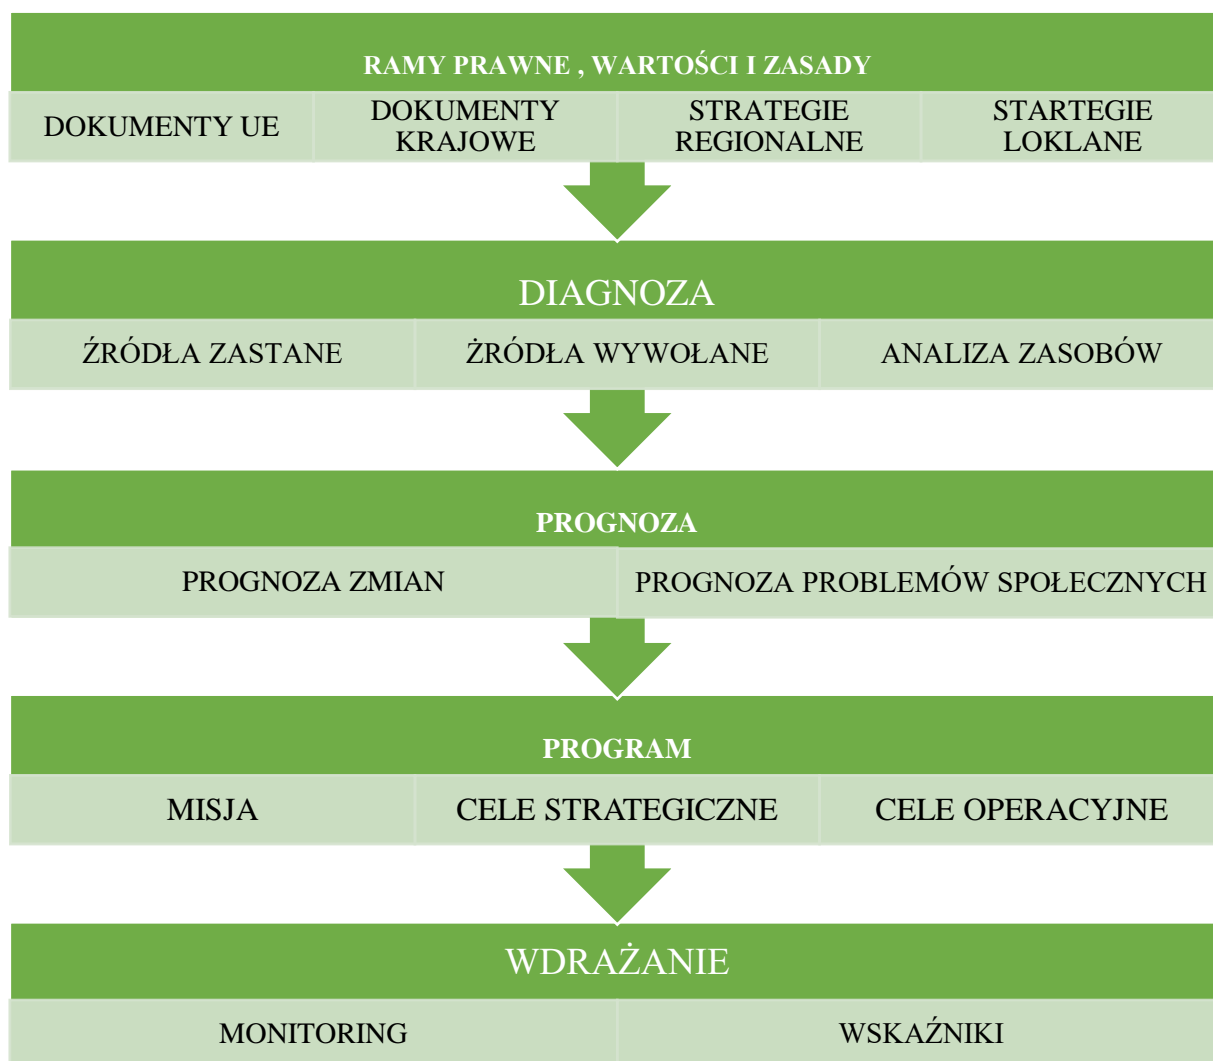 RAMY PRAWNE , WARTOŚCI I ZASADY
DOKUMENTY UE
DOKUMENTY
KRAJOWE
STRATEGIE
REGIONALNE
STARTEGIE
LOKLANE
DIAGNOZA
ŹRÓDŁA ZASTANE
ŻRÓDŁA WYWOŁANE
ANALIZA ZASOBÓW
PROGNOZA
PROGNOZA ZMIAN
PROGNOZA PROBLEMÓW SPOŁECZNYCH
PROGRAM
MISJA
CELE STRATEGICZNE
CELE OPERACYJNE
WDRAŻANIE
MONITORING
WSKAŹNIKI